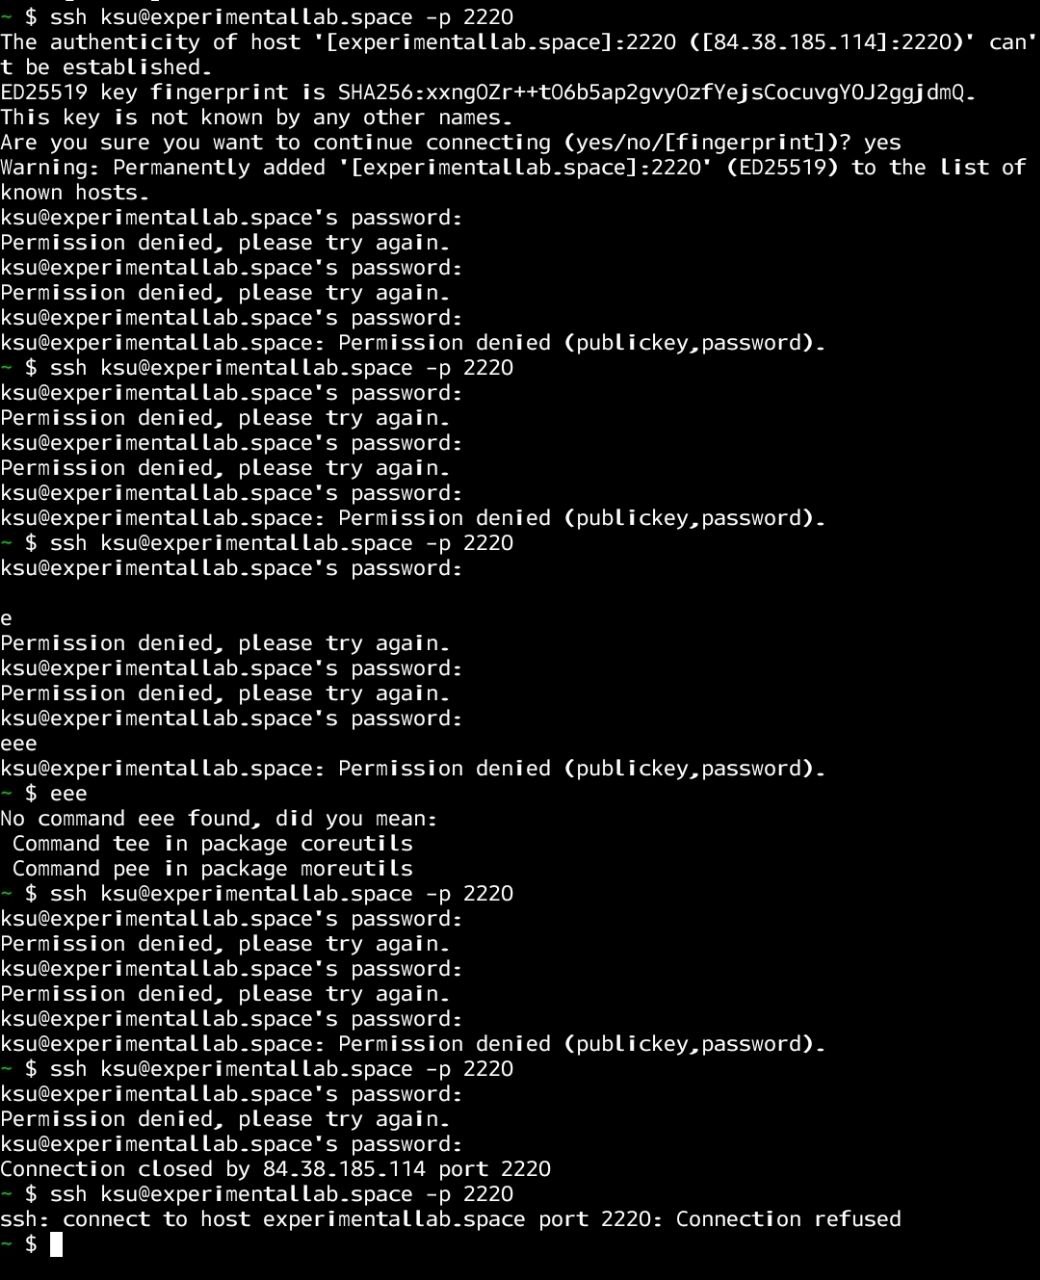 ~ $ ssh ksu@experimentallab.space -p 2220
The authenticity of host '[experimentallab.space]:2220 ([84.38.185.114]:2220)' can'
t be established.
ED25519 key fingerprint is SHA256:xxngOZr++tO6b5ap2gvyOzfYejsCocuvgYOJ2ggjdmQ.
This key is not known by any other names.
Are you sure you want to continue connecting (yes/no/[fingerprint])? yes
Warning: Permanently added '[experimentallab.space]:2220' (ED25519) to the list of
known hosts.
ksu@experimentallab.space's password:
Permission denied, please try again.
ksu@experimentallab.space's password:
Permission denied, please try again.
ksu@experimentallab.space's password:
ksu@experimentallab.space: Permission denied (publickey,password).
~ $ ssh ksu@experimentallab.space -p 2220
ksu@experimentallab.space's password:
Permission denied, please try again.
ksu@experimentallab.space's password:
Permission denied, please try again.
ksu@experimentallab.space's password:
ksu@experimentallab.space: Permission denied (publickey,password).
~ $ ssh ksu@experimentallab.space -p 2220
ksu@experimentallab.space's password:
e
Permission denied, please try again.
ksu@experimentallab.space's password:
Permission denied, please try again.
ksu@experimentallab.space's password:
eee
ksu@experimentallab.space: Permission denied (publickey,password).
~ $ eee
No command eee found, did you mean:
 Command tee in package coreutils
 Command pee in package moreutils
~ $ ssh ksu@experimentallab.space -p 2220
ksu@experimentallab.space's password:
Permission denied, please try again.
ksu@experimentallab.space's password:
Permission denied, please try again.
ksu@experimentallab.space's password:
ksu@experimentallab.space: Permission denied (publickey,password).
~ $ ssh ksu@experimentallab.space -p 2220
ksu@experimentallab.space's password:
Permission denied, please try again.
ksu@experimentallab.space's password:
Connection closed by 84.38.185.114 port 2220
~ $ ssh ksu@experimentallab.space -p 2220
ssh: connect to host experimentallab.space port 2220: Connection refused
~ $